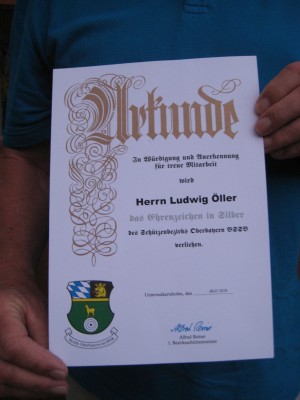 Urkunde
In Würdigung und Anerkennung
für treue Mitarbeit
wird
Herrn Ludwig Öller
das Ehrenzeichen in Silber
des Schützenbezirks Oberbayern BSSB
verliehen.
Alfred Reiner
1. Bezirksschützenmeister